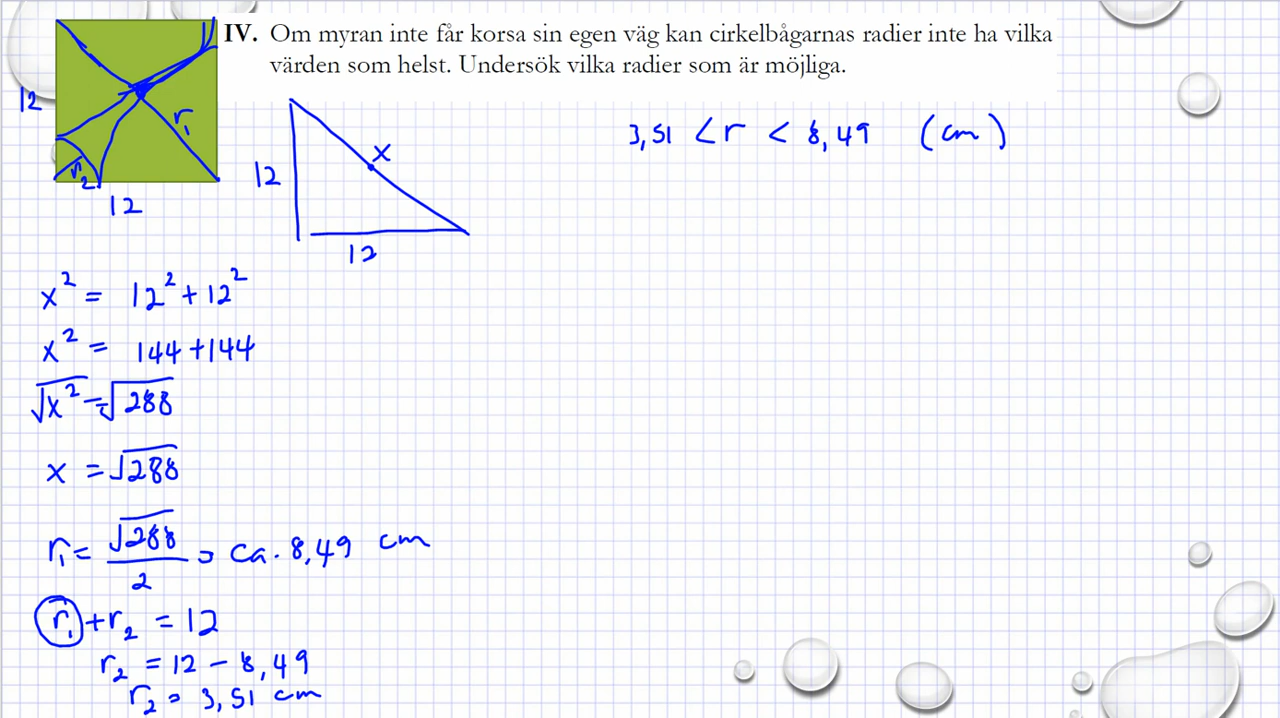 IV. Om myran inte får korsa sin egen väg kan cirkelbågarnas radier inte ha vilka
värden som helst. Undersök vilka radier som är möjliga.
12
r₁
r₂
12
12
x
12
3,51 < r < 8,49 (cm)
x² = 12² + 12²
x² = 144 + 144
√x² = √288
x = √288
r₁ = √288/2 = ca. 8,49 cm
r₁ + r₂ = 12
r₂ = 12 - 8,49
r₂ = 3,51 cm